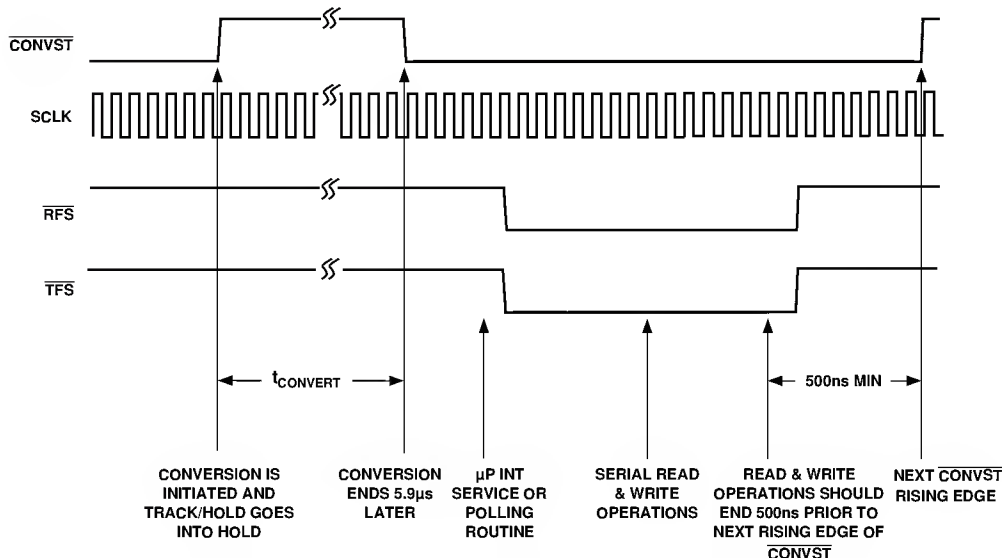 CONVST
SCLK
RFS
TFS
tCONVERT
500ns MIN
CONVERSION IS
INITIATED AND
TRACK/HOLD GOES
INTO HOLD
CONVERSION
ENDS 5.9µs
LATER
µP INT
SERVICE OR
POLLING
ROUTINE
SERIAL READ
& WRITE
OPERATIONS
READ & WRITE
OPERATIONS SHOULD
END 500ns PRIOR TO
NEXT RISING EDGE OF
CONVST
NEXT CONVST
RISING EDGE